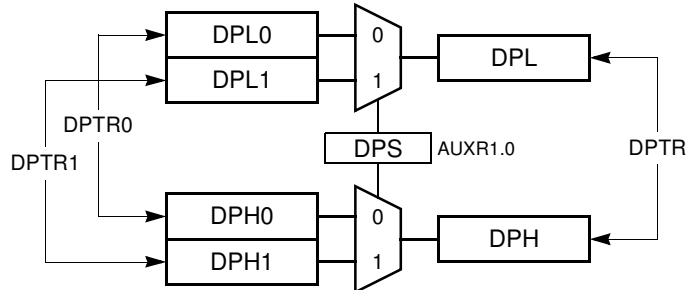 DPL0
0
DPL
DPL1
1
DPTR0
DPTR1
DPS
AUXR1.0
DPTR
DPH0
0
DPH
DPH1
1